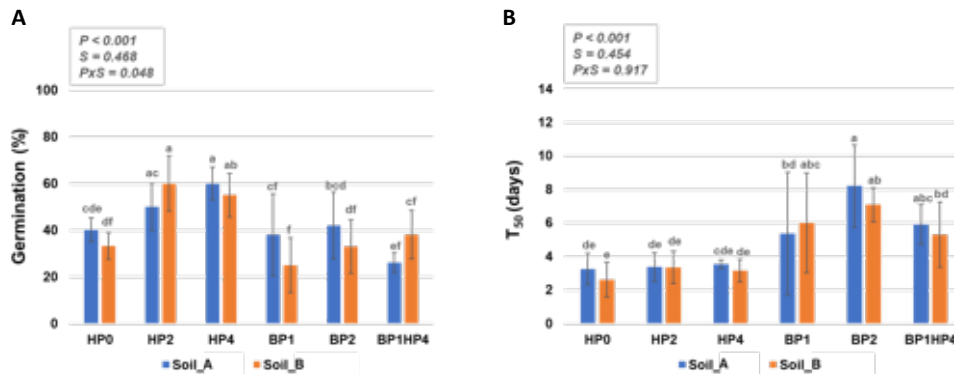 A
P < 0.001
S = 0.468
PxS = 0.048
Germination (%)
100
80
60
40
20
0
cde
df
ac
a
a
ab
cf
f
bcd
df
ef
cf
HP0 HP2 HP4 BP1 BP2 BP1HP4
Soil_A Soil_B
B
P < 0.001
S = 0.454
PxS = 0.917
T50 (days)
14
12
10
8
6
4
2
0
de
e
de
de
cde
de
bd
abc
a
ab
abc
bd
HP0 HP2 HP4 BP1 BP2 BP1HP4
Soil_A Soil_B